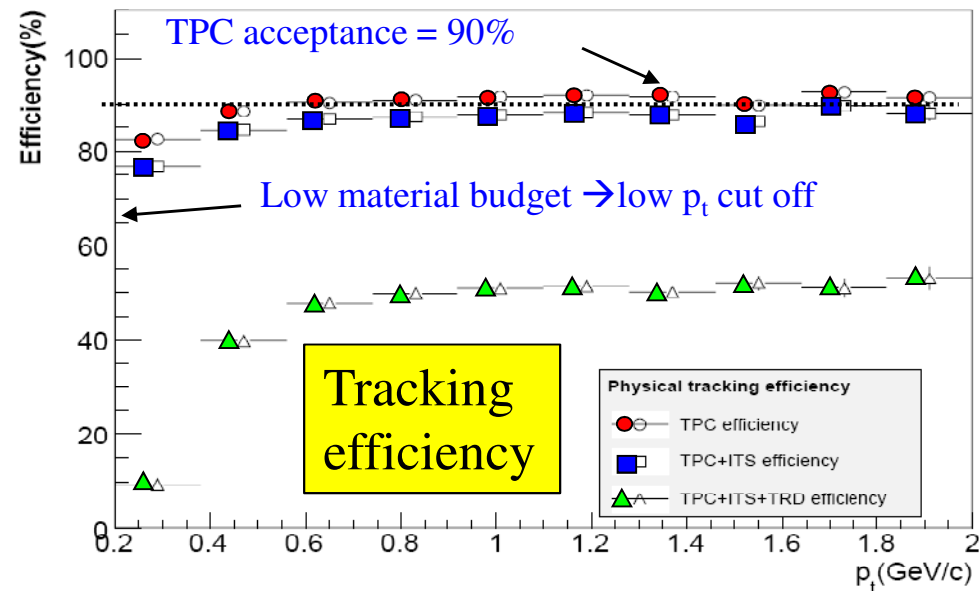 TPC acceptance = 90%
Efficiency(%)
100
80
60
40
20
0
Low material budget →low pt cut off
Tracking
efficiency
Physical tracking efficiency
TPC efficiency
TPC+ITS efficiency
TPC+ITS+TRD efficiency
0.2 0.4 0.6 0.8 1 1.2 1.4 1.6 1.8 2
pt(GeV/c)